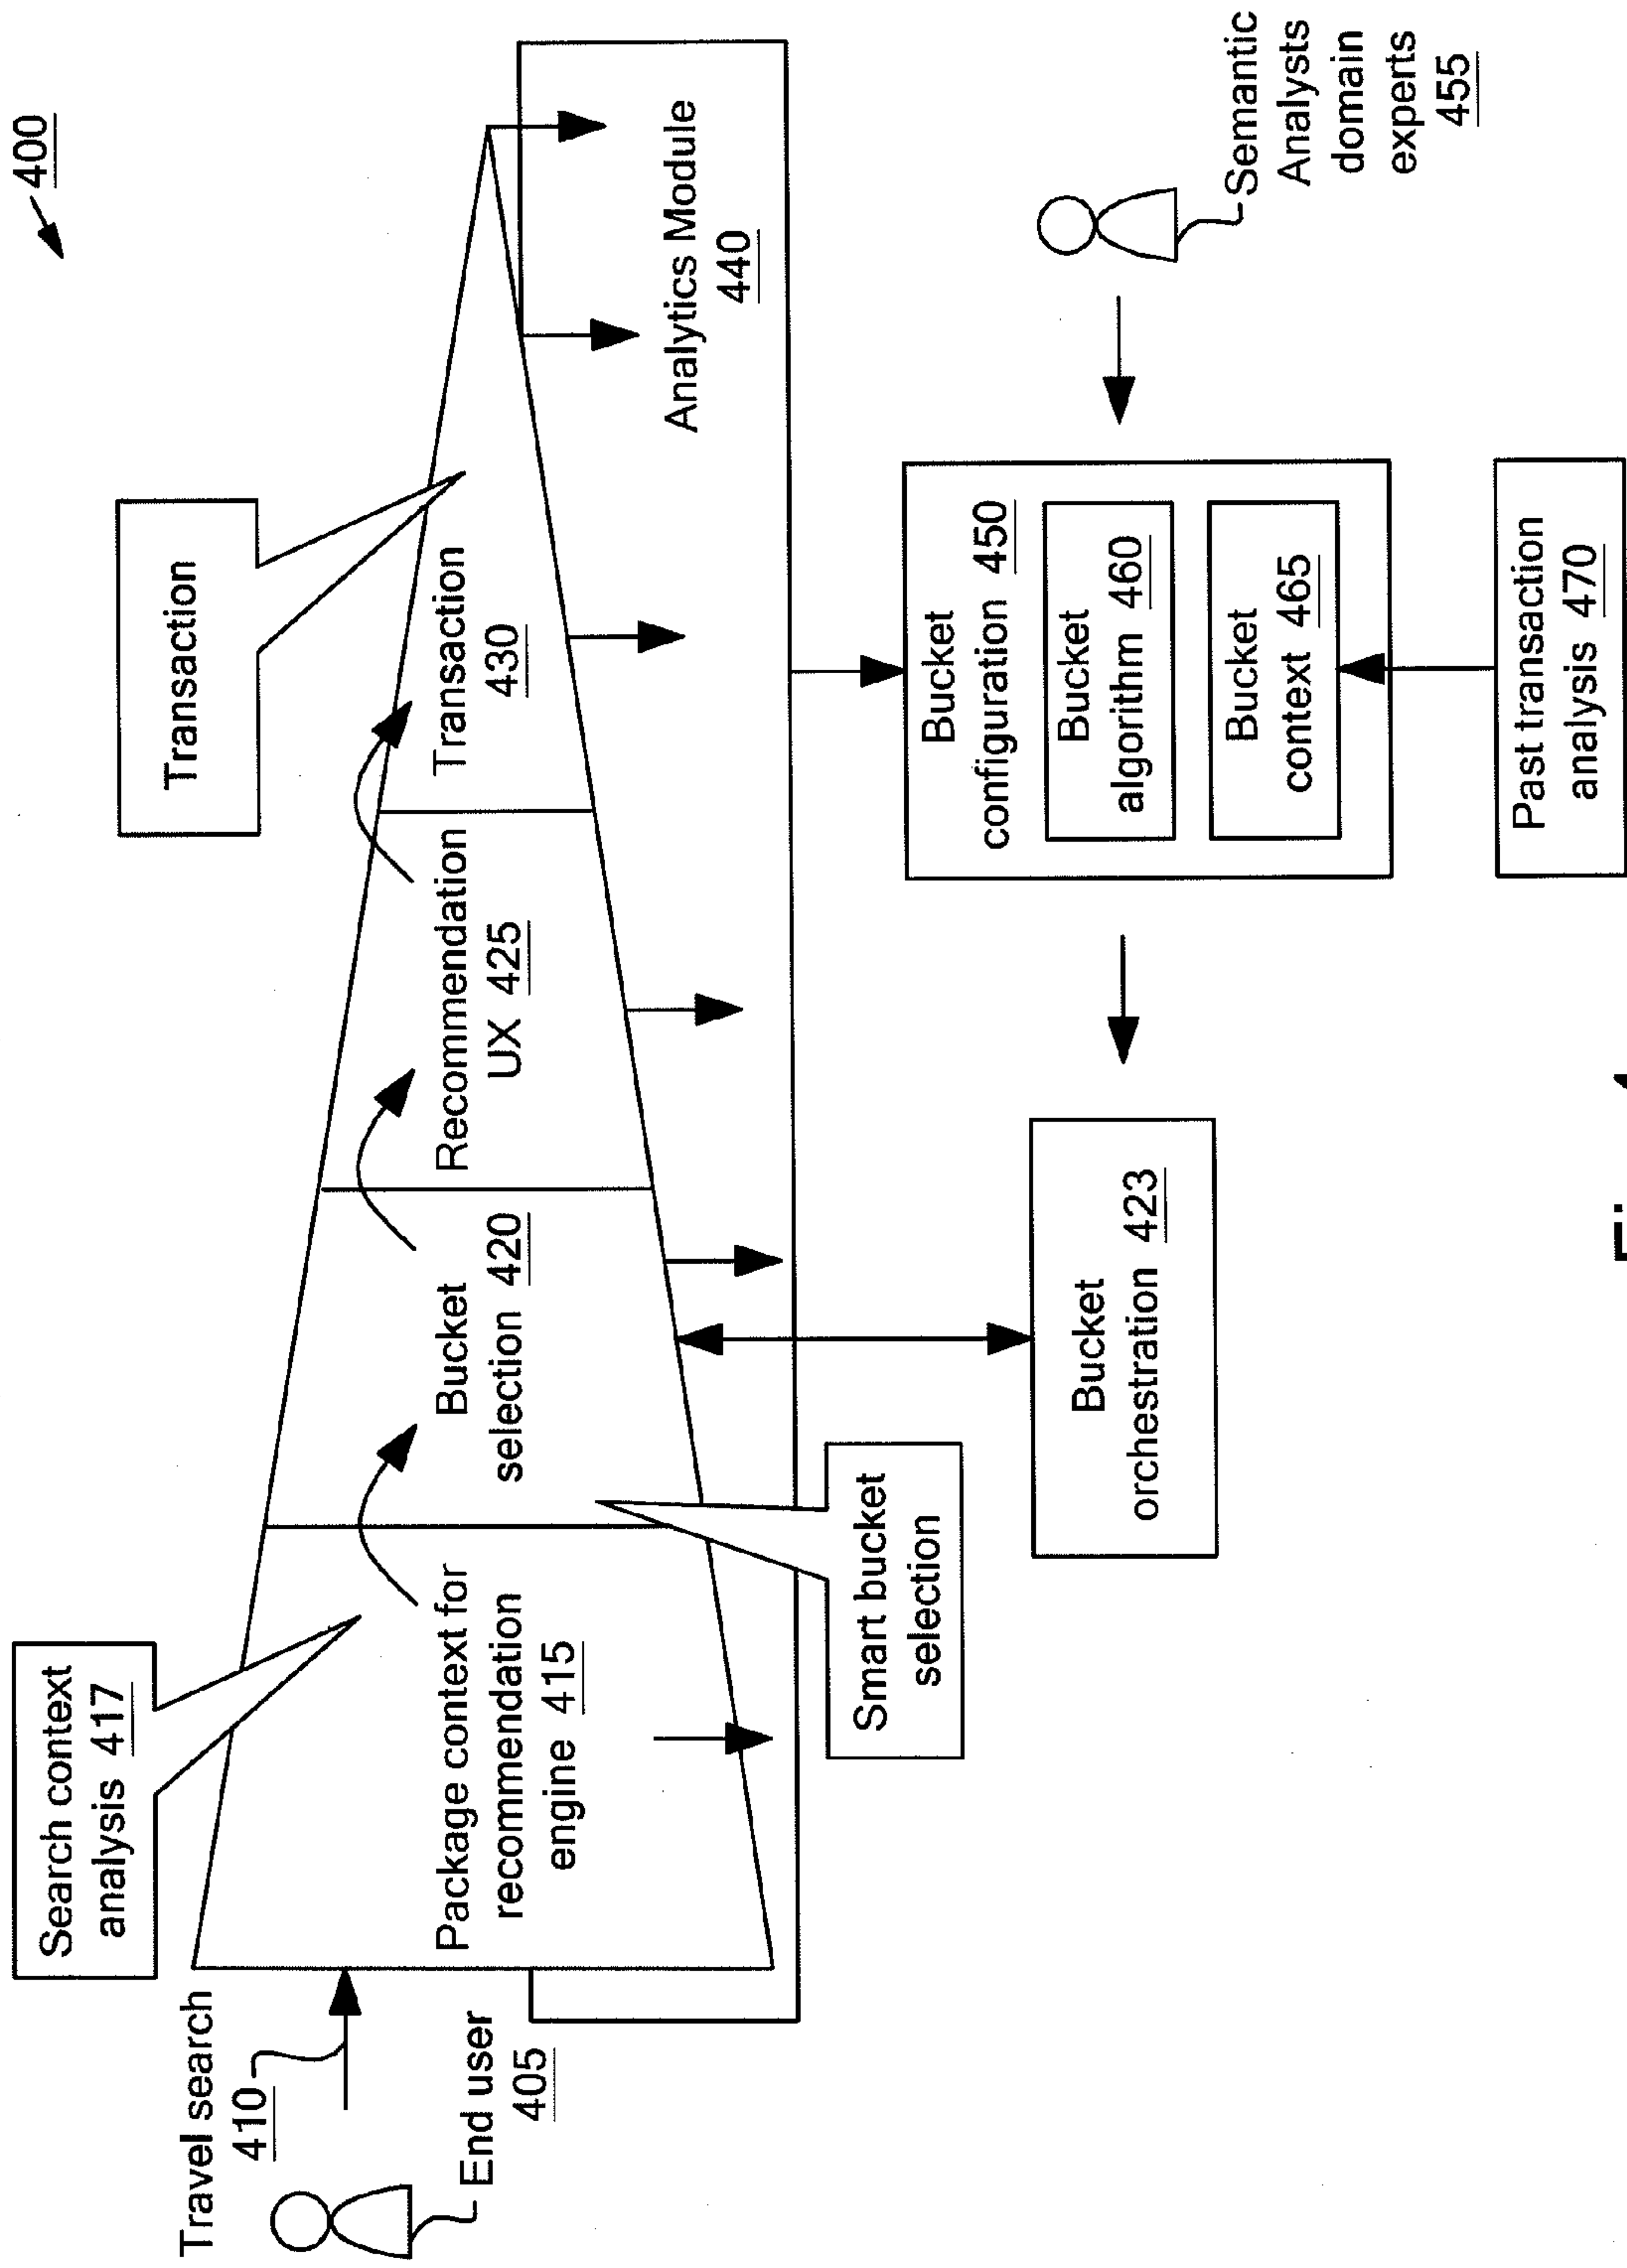 400
Search context
analysis 417
Transaction
Travel search
410
End user
405
Package context for
recommendation
engine 415
Bucket
selection 420
Recommendation
UX 425
Transaction
430
Analytics Module
440
Smart bucket
selection
Bucket
orchestration 423
Bucket
configuration 450
Bucket
algorithm 460
Bucket
context 465
Semantic
Analysts
domain
experts
455
Past transaction
analysis 470